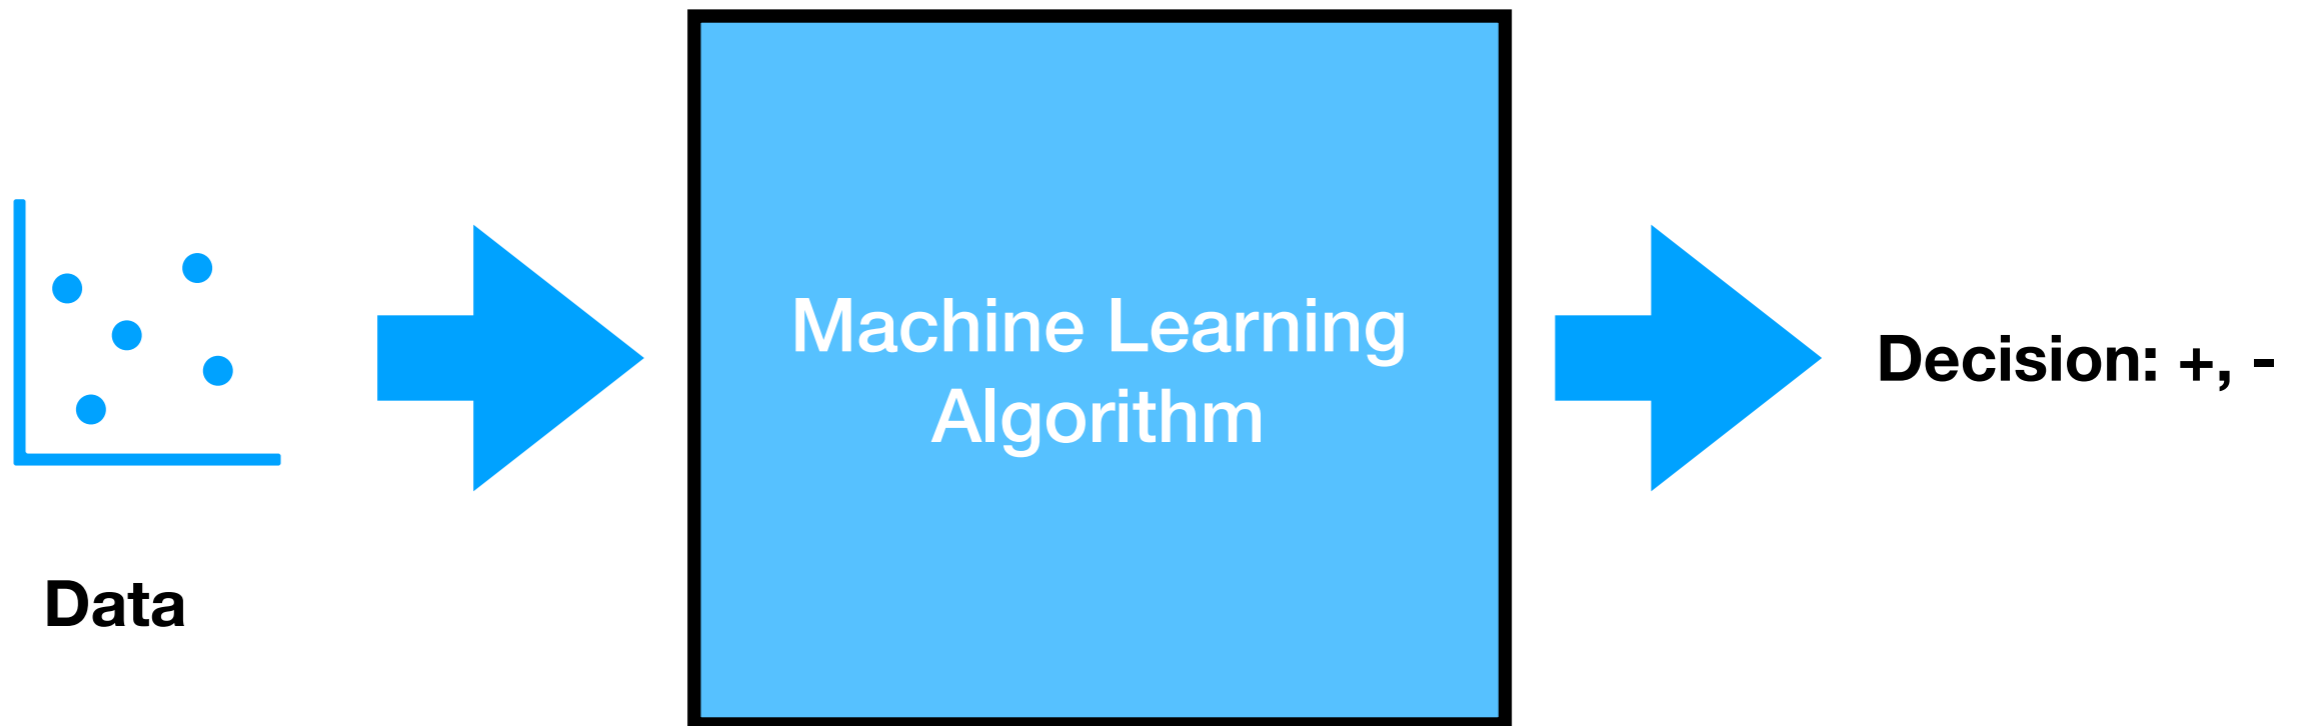 Data
Machine Learning
Algorithm
Decision: +, -